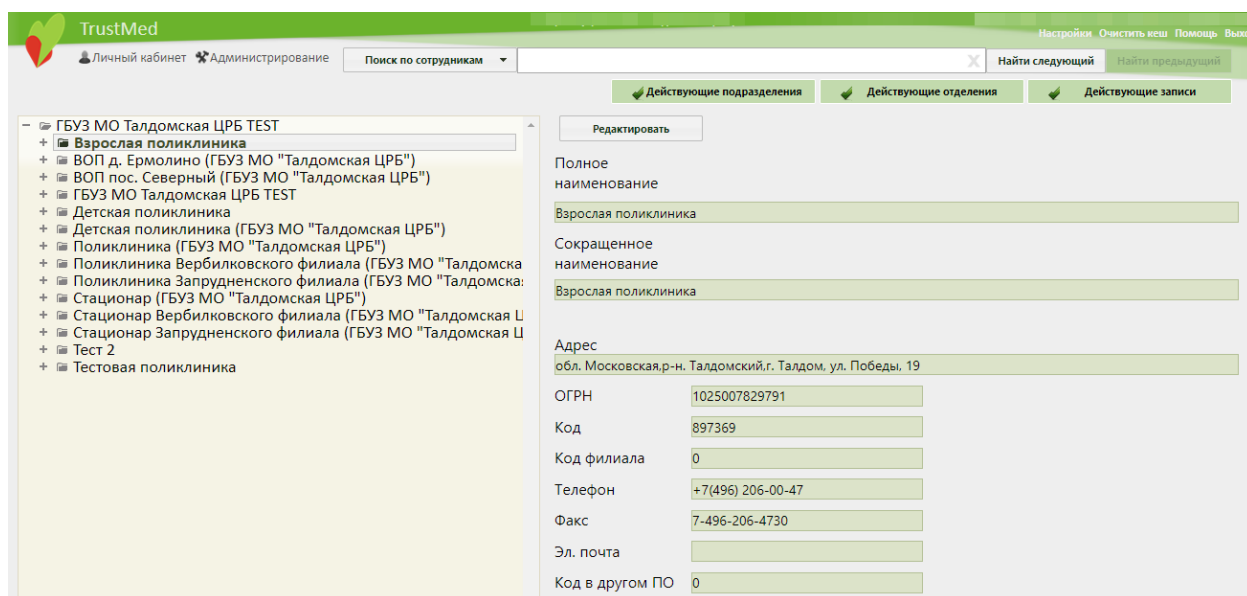 TrustMed
Настройки Очистить кеш Помощь Вых
Личный кабинет Администрирование
Поиск по сотрудникам
X
Найти следующий
Найти предыдущий
Действующие подразделения
Действующие отделения
Действующие записи
− ГБУЗ МО Талдомская ЦРБ TEST
+ Взрослая поликлиника
+ ВОП д. Ермолино (ГБУЗ МО "Талдомская ЦРБ")
+ ВОП пос. Северный (ГБУЗ МО "Талдомская ЦРБ")
+ ГБУЗ МО Талдомская ЦРБ TEST
+ Детская поликлиника
+ Детская поликлиника (ГБУЗ МО "Талдомская ЦРБ")
+ Поликлиника (ГБУЗ МО "Талдомская ЦРБ")
+ Поликлиника Вербилковского филиала (ГБУЗ МО "Талдомска
+ Поликлиника Запрудненского филиала (ГБУЗ МО "Талдомска
+ Стационар (ГБУЗ МО "Талдомская ЦРБ")
+ Стационар Вербилковского филиала (ГБУЗ МО "Талдомская Ц
+ Стационар Запрудненского филиала (ГБУЗ МО "Талдомская Ц
+ Тест 2
+ Тестовая поликлиника
Редактировать
Полное
наименование
Взрослая поликлиника
Сокращенное
наименование
Взрослая поликлиника
Адрес
обл. Московская,р-н. Талдомский,г. Талдом, ул. Победы, 19
ОГРН 1025007829791
Код 897369
Код филиала 0
Телефон +7(496) 206-00-47
Факс 7-496-206-4730
Эл. почта
Код в другом ПО 0